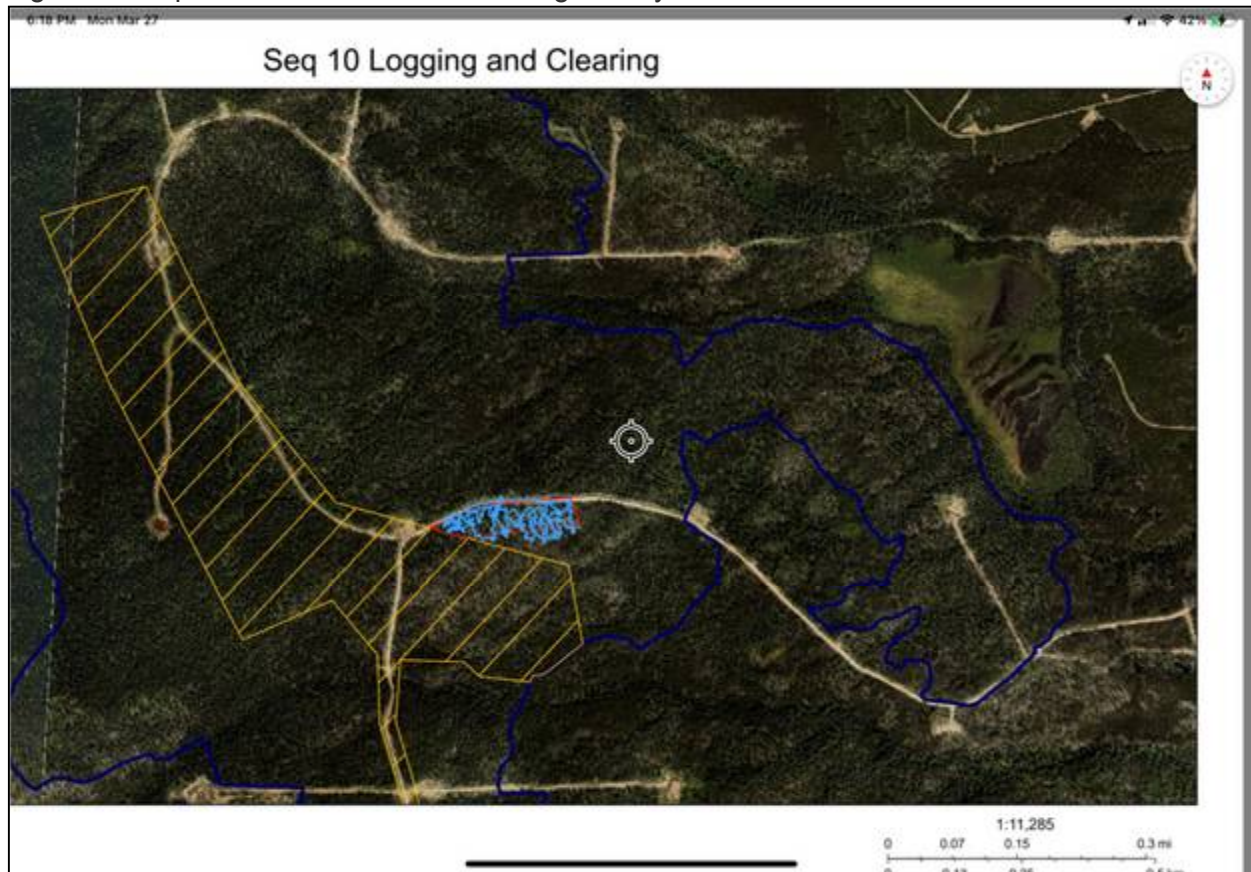 6:18 PM Mon Mar 27
42%
Seq 10 Logging and Clearing
N
1:11,285
0 0.07 0.15 0.3 mi